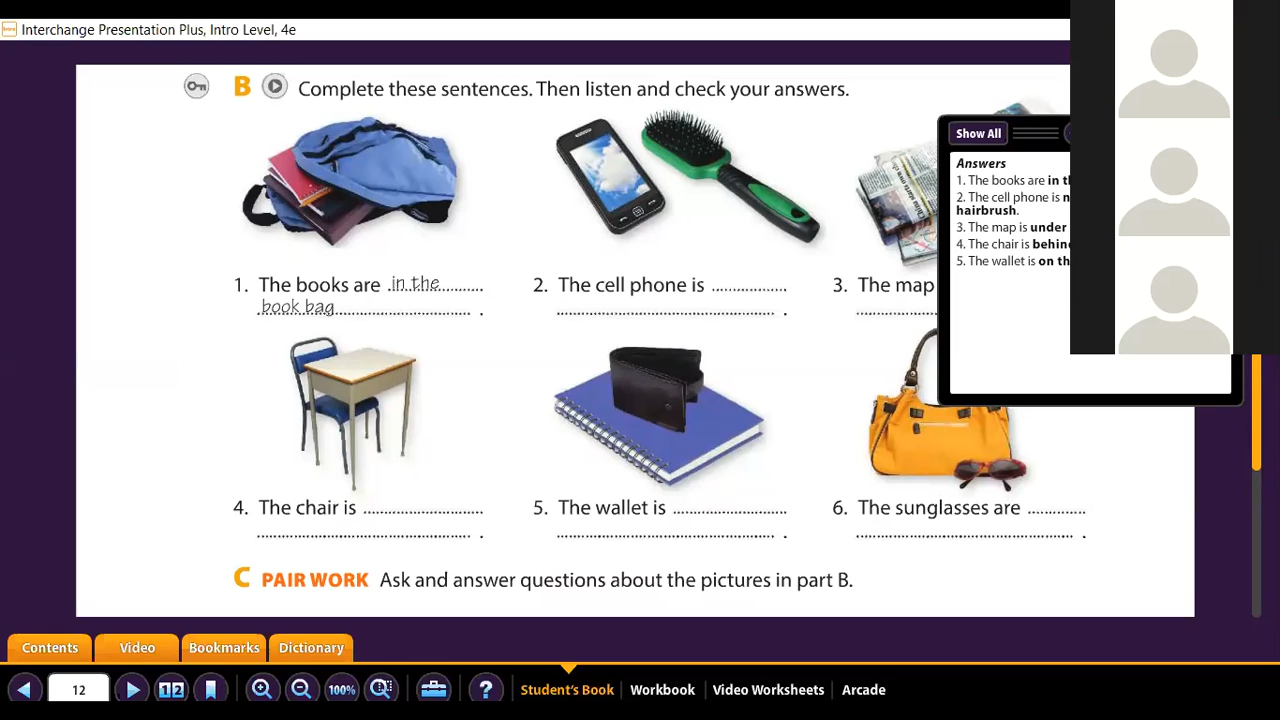 Interchange Presentation Plus, Intro Level, 4e
B Complete these sentences. Then listen and check your answers.
Show All
Answers
1. The books are in
2. The cell phone is
hairbrush.
3. The map is under
4. The chair is behind
5. The wallet is on
1. The books are in the
book bag.
2. The cell phone is
3. The map
4. The chair is
5. The wallet is
6. The sunglasses are
C PAIR WORK Ask and answer questions about the pictures in part B.
Contents Video Bookmarks Dictionary
12 12 100% ? Student's Book Workbook Video Worksheets Arcade